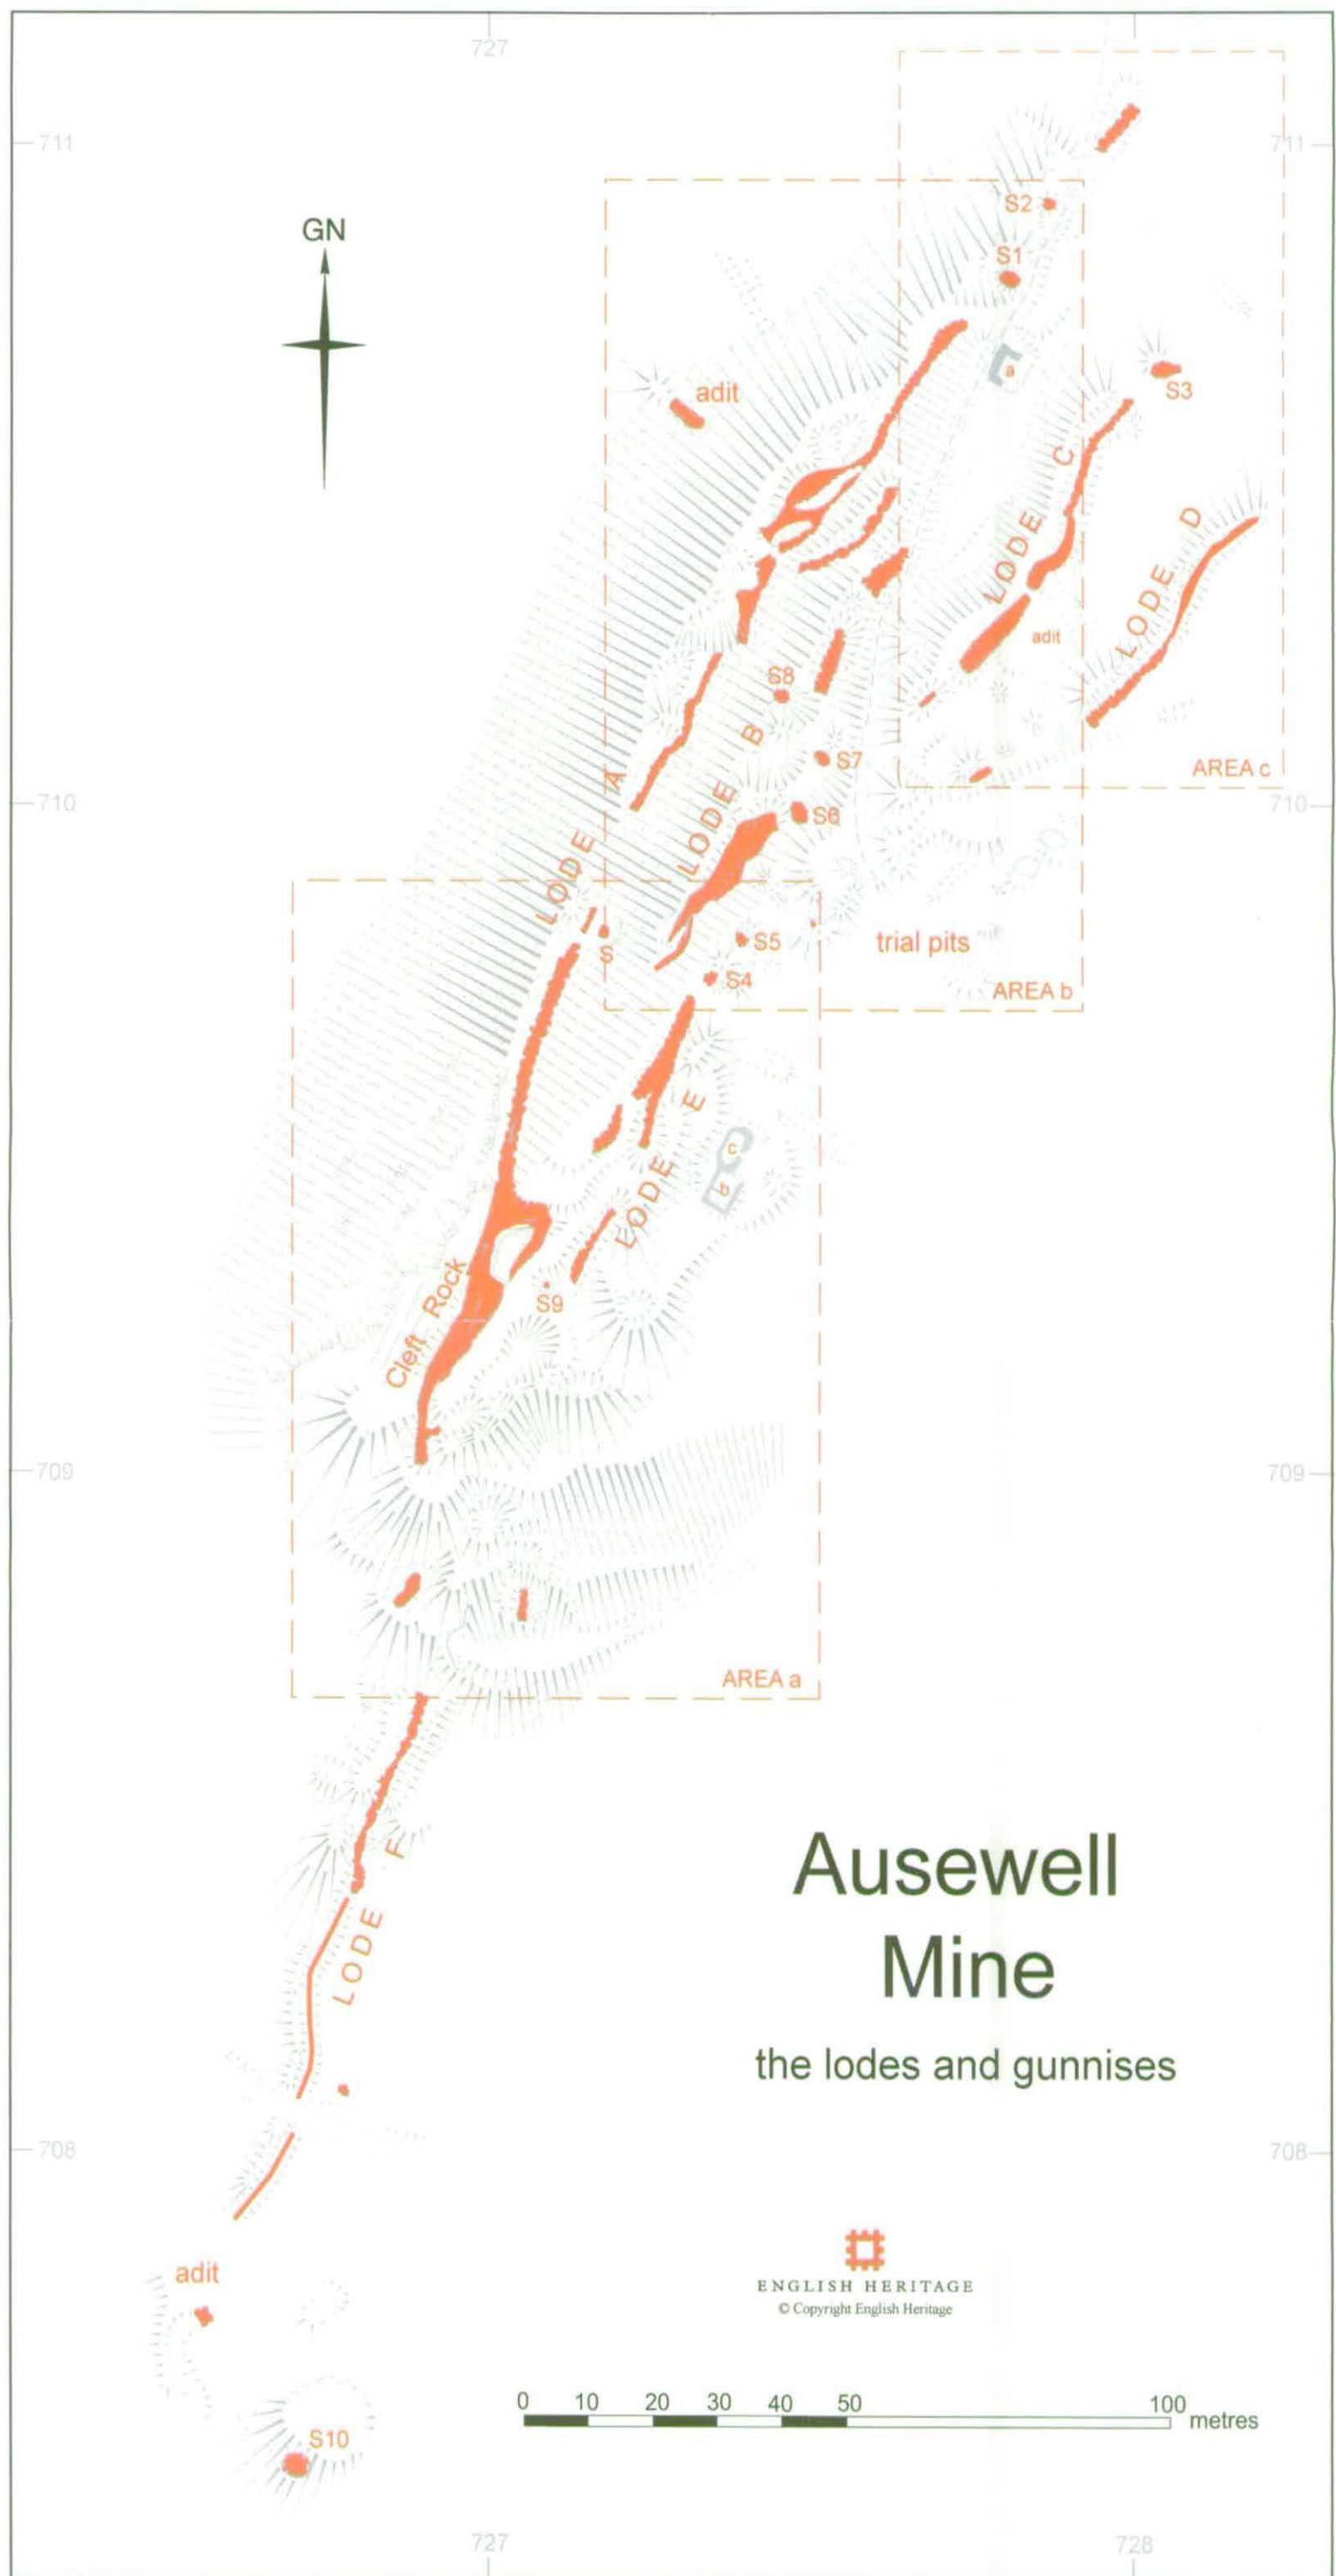 727
711
711
GN
S2
S1
a
adit
S3
LODE C
LODE D
adit
S8
LODE B
S7
AREA c
LODE A
710
710
S6
S
S5
trial pits
S4
AREA b
LODE E
c
b
Cleft Rock
S9
709
709
AREA a
LODE F
Ausewell
Mine
the lodes and gunnises
708
708
adit
ENGLISH HERITAGE
© Copyright English Heritage
0 10 20 30 40 50 100
metres
S10
727
728